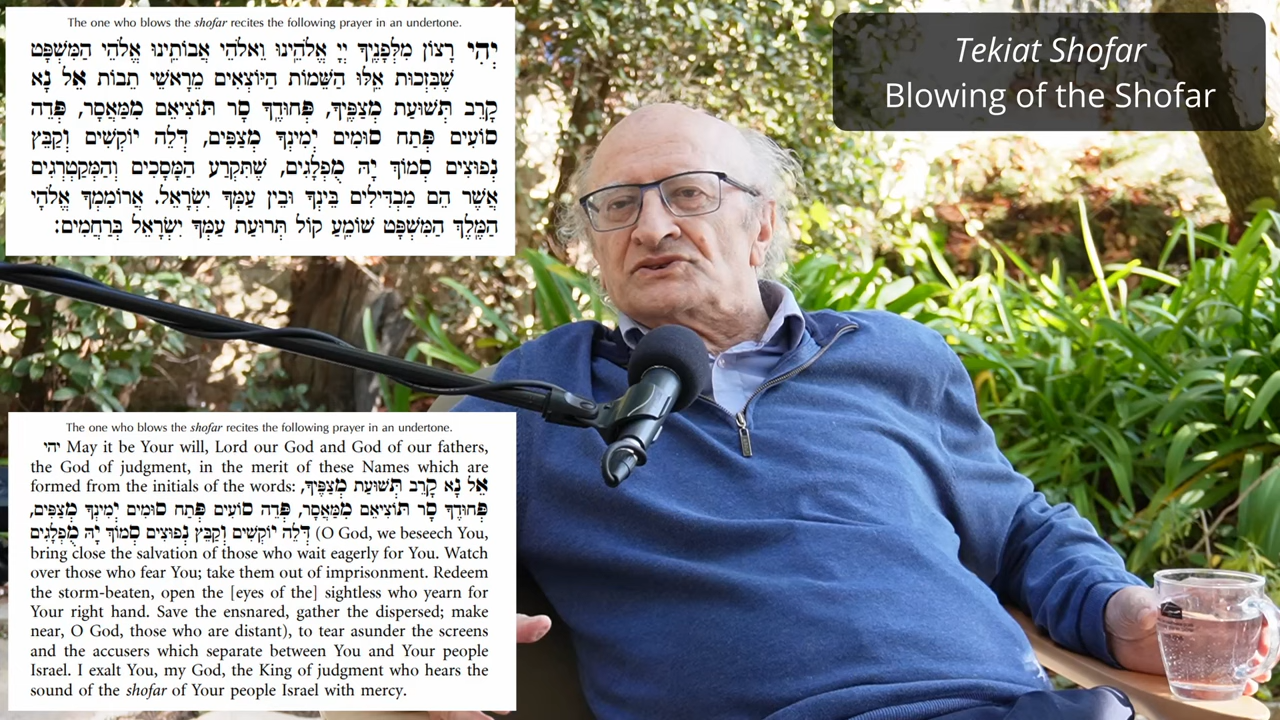 The one who blows the shofar recites the following prayer in an undertone.
יְהִי רָצוֹן מִלְּפָנֶיךָ יְיָ אֱלֹהֵינוּ וֵאלֹהֵי אֲבוֹתֵינוּ אֱלֹהֵי הַמִּשְׁפָּט
שֶׁבִּזְכוּת אֵלּוּ הַשֵּׁמוֹת הַיּוֹצְאִים מֵרָאשֵׁי תֵבוֹת אֵל נָא
קָרֵב תְּשׁוּעַת מְצַפֶּיךָ, פְּחוּדֶךָ סָר תּוֹצִיאֵם מִמַּאֲסָר, פְּדֵה
סוֹעִים פְּתַח סוּמִים יְמִינְךָ מְצַפִּים, דְּלֵה יוֹקְשִׁים וְקַבֵּץ
נְפוּצִים סְמוֹךְ יָהּ מֻפְלָגִים, שֶׁתִּקְרַע הַמָּסַכִים וְהַמְקַטְרְגִים
אֲשֶׁר הֵם מַבְדִּילִים בֵּינְךָ וּבֵין עַמְּךָ יִשְׂרָאֵל. אֲרוֹמִמְךָ אֱלֹהָי
הַמֶּלֶךְ הַמִּשְׁפָּט שׁוֹמֵעַ קוֹל תְּרוּעַת עַמְּךָ יִשְׂרָאֵל בְּרַחֲמִים:
Tekiat Shofar
Blowing of the Shofar
The one who blows the shofar recites the following prayer in an undertone.
יהי May it be Your will, Lord our God and God of our fathers,
the God of judgment, in the merit of these Names which are
formed from the initials of the words: אֵל נָא קָרֵב תְּשׁוּעַת מְצַפֶּיךָ,
פְּחוּדֶךָ סָר תּוֹצִיאֵם מִמַּאֲסָר, פְּדֵה סוֹעִים פְּתַח סוּמִים יְמִינְךָ מְצַפִּים,
דְּלֵה יוֹקְשִׁים וְקַבֵּץ נְפוּצִים סְמוֹךְ יָהּ מֻפְלָגִים (O God, we beseech You,
bring close the salvation of those who wait eagerly for You. Watch
over those who fear You; take them out of imprisonment. Redeem
the storm-beaten, open the [eyes of the] sightless who yearn for
Your right hand. Save the ensnared, gather the dispersed; make
near, O God, those who are distant), to tear asunder the screens
and the accusers which separate between You and Your people
Israel. I exalt You, my God, the King of judgment who hears the
sound of the shofar of Your people Israel with mercy.